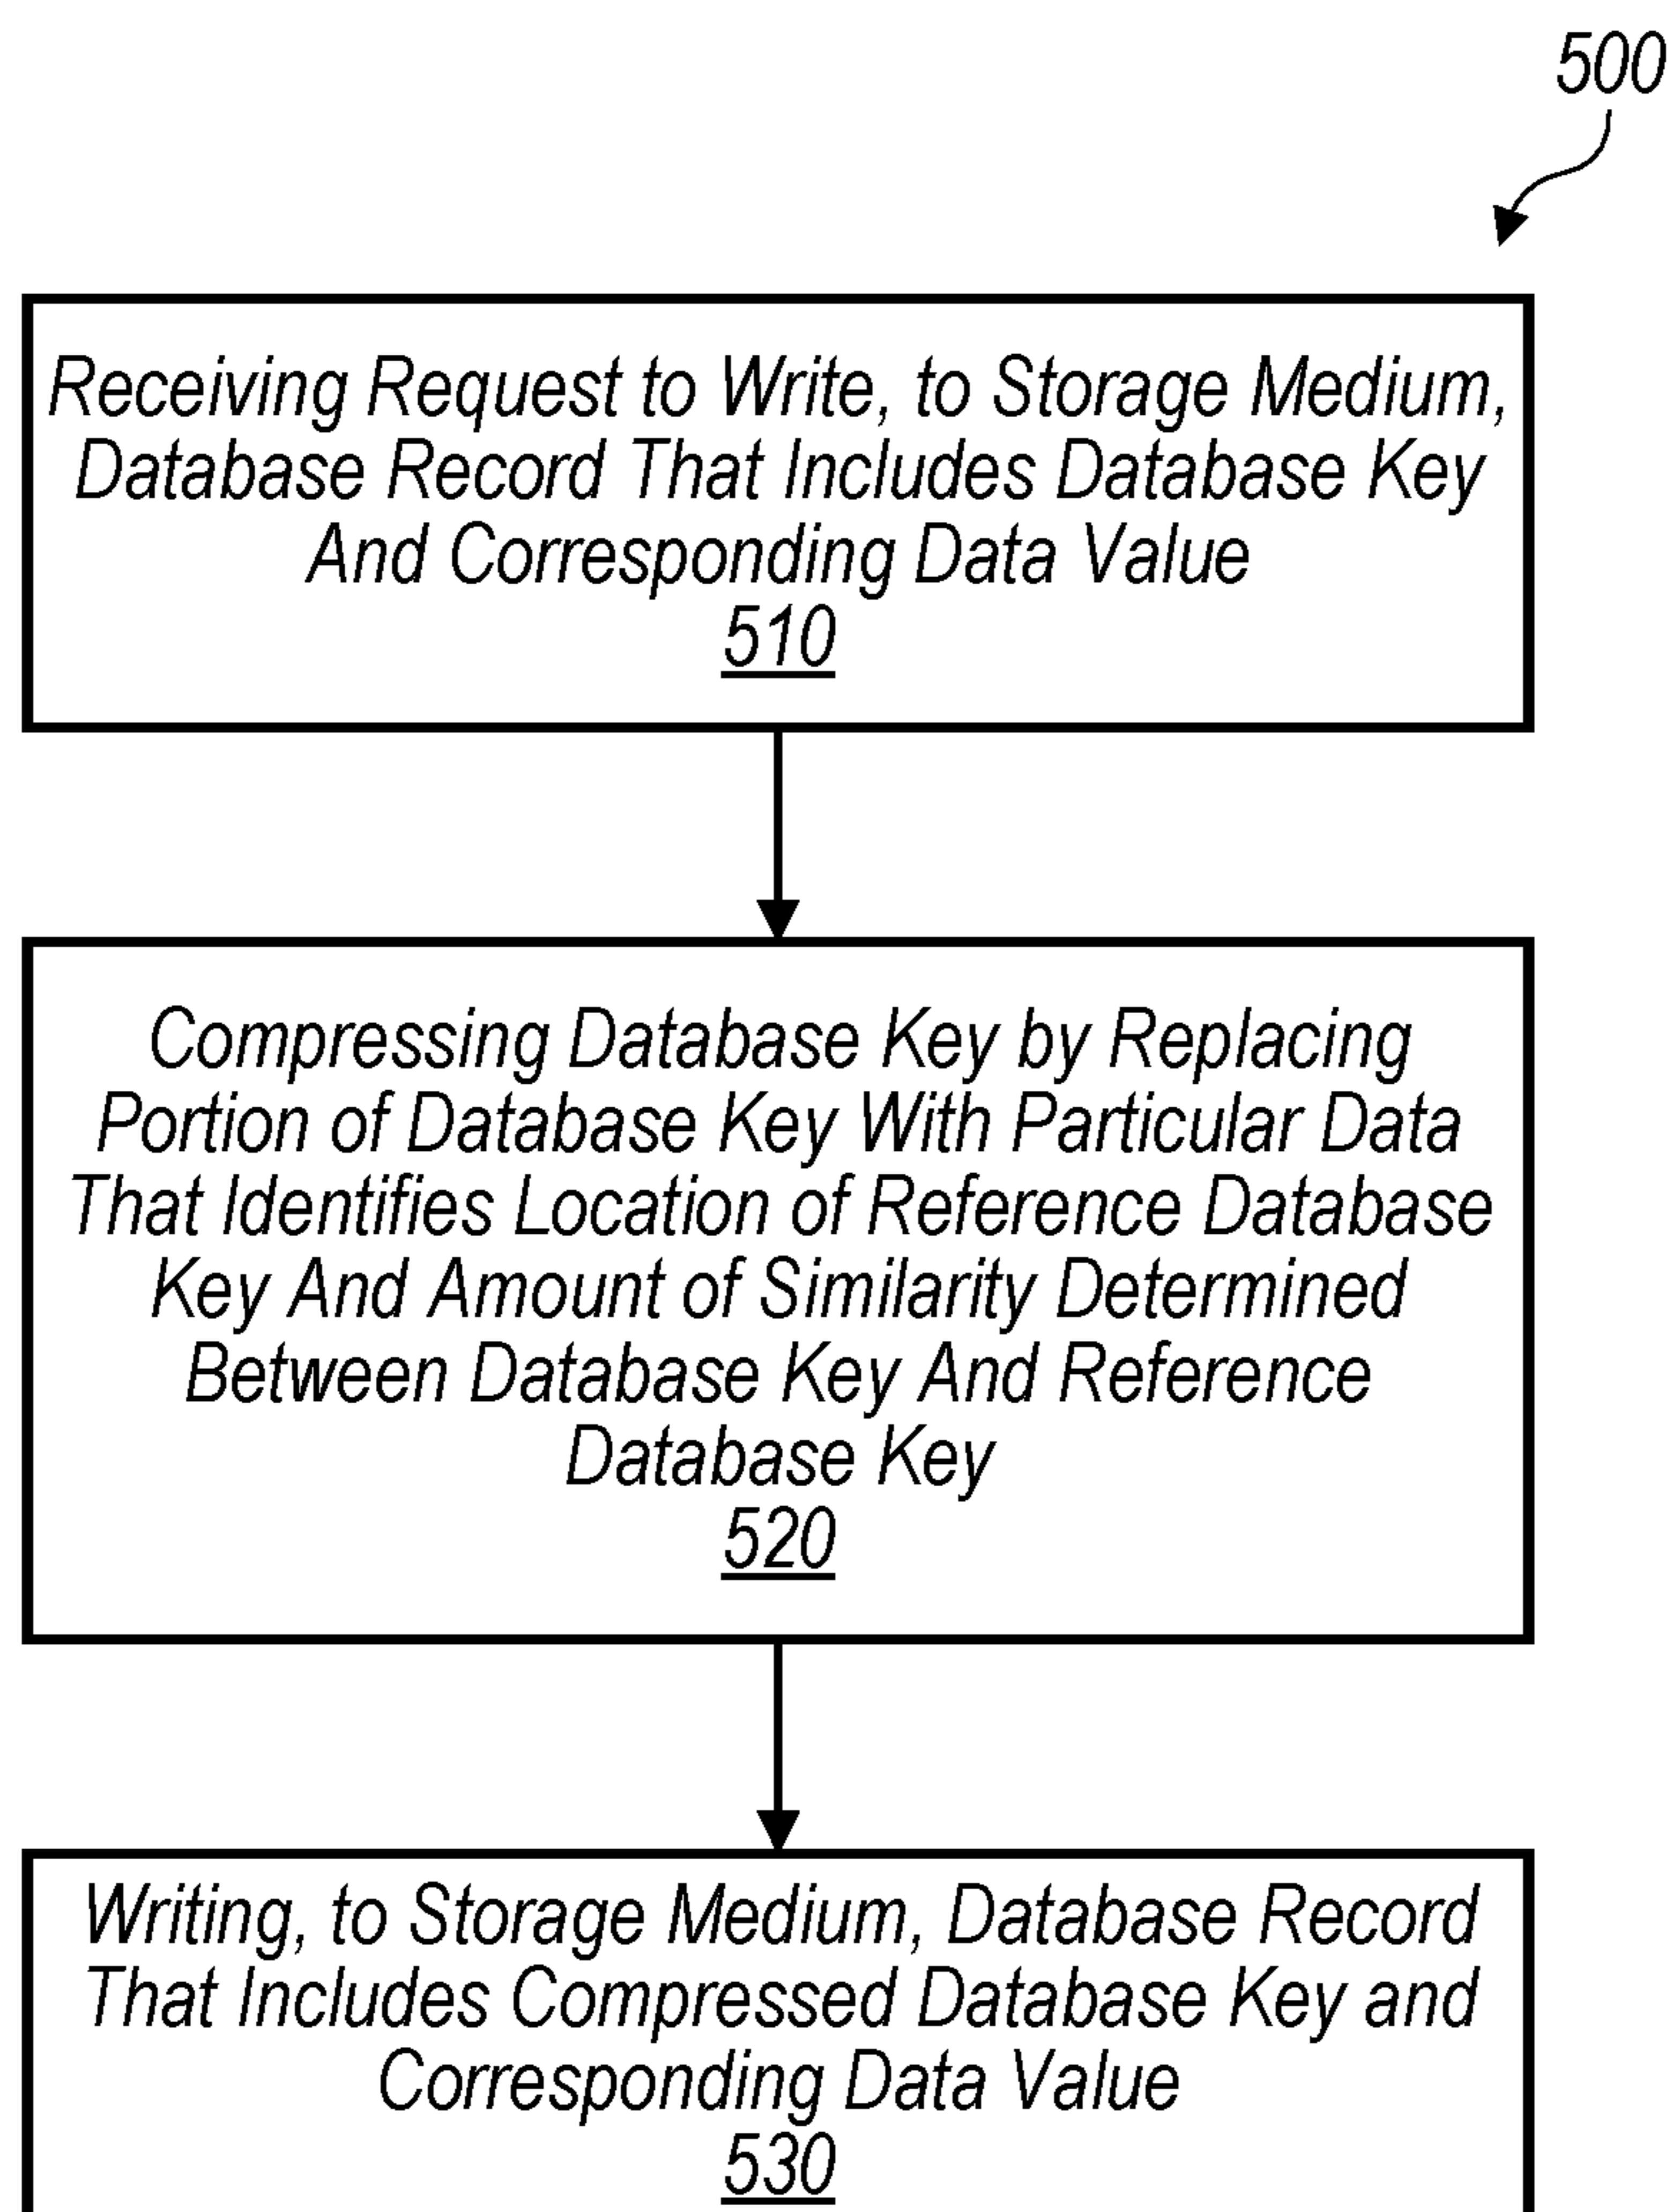 500
Receiving Request to Write, to Storage Medium,
Database Record That Includes Database Key
And Corresponding Data Value
510
Compressing Database Key by Replacing
Portion of Database Key With Particular Data
That Identifies Location of Reference Database
Key And Amount of Similarity Determined
Between Database Key And Reference
Database Key
520
Writing, to Storage Medium, Database Record
That Includes Compressed Database Key and
Corresponding Data Value
530